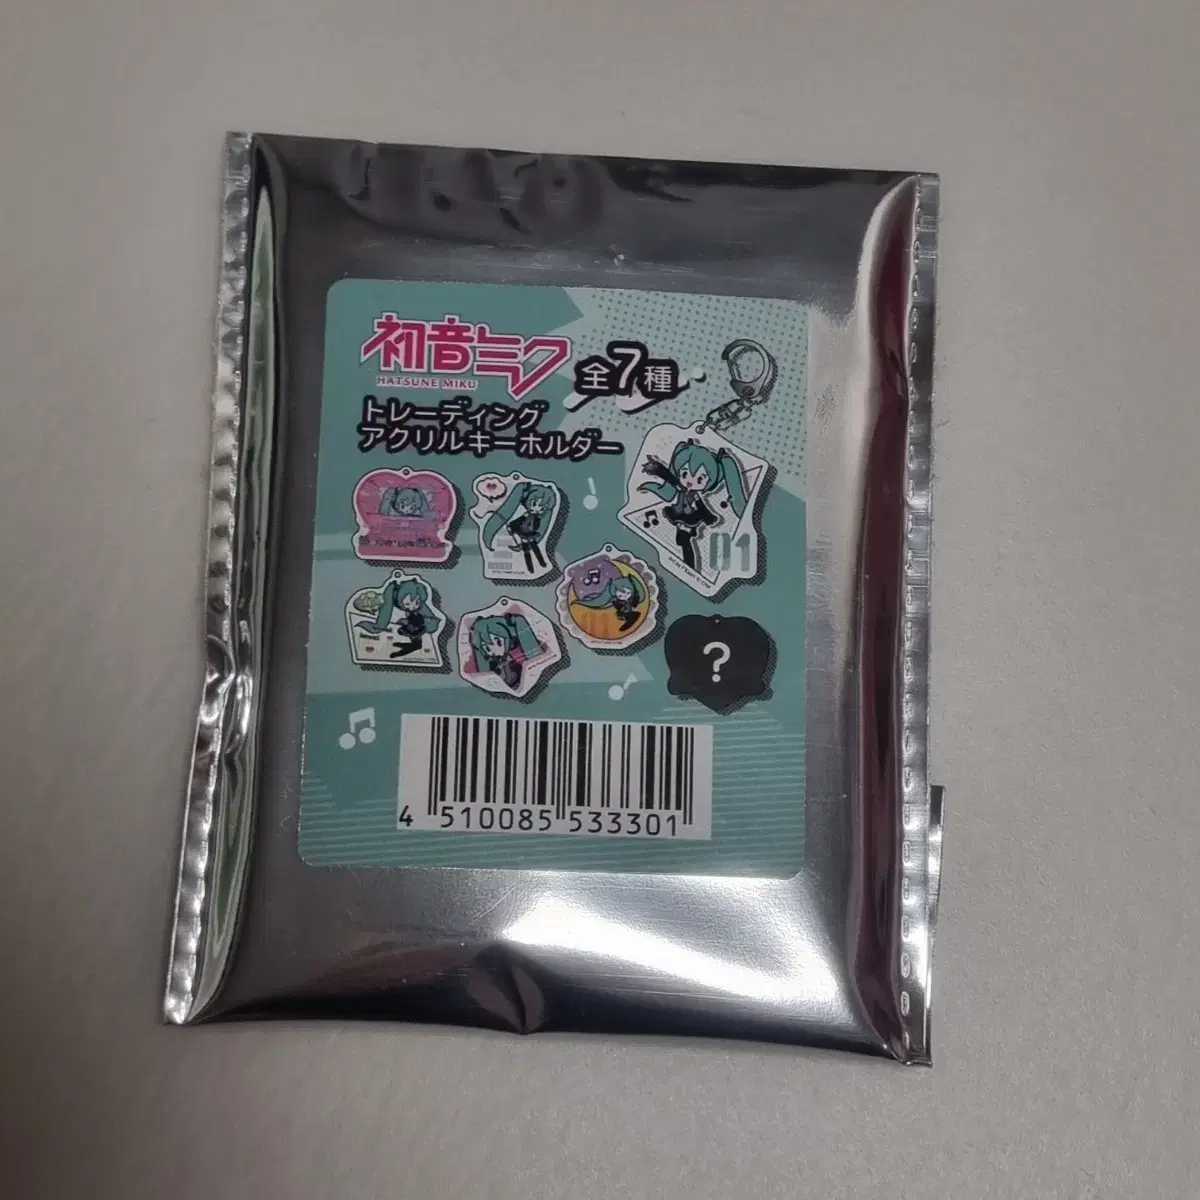 初音ミク
HATSUNE MIKU
全7種
トレーディング
アクリルキーホルダー
01
?
4 510085 533301